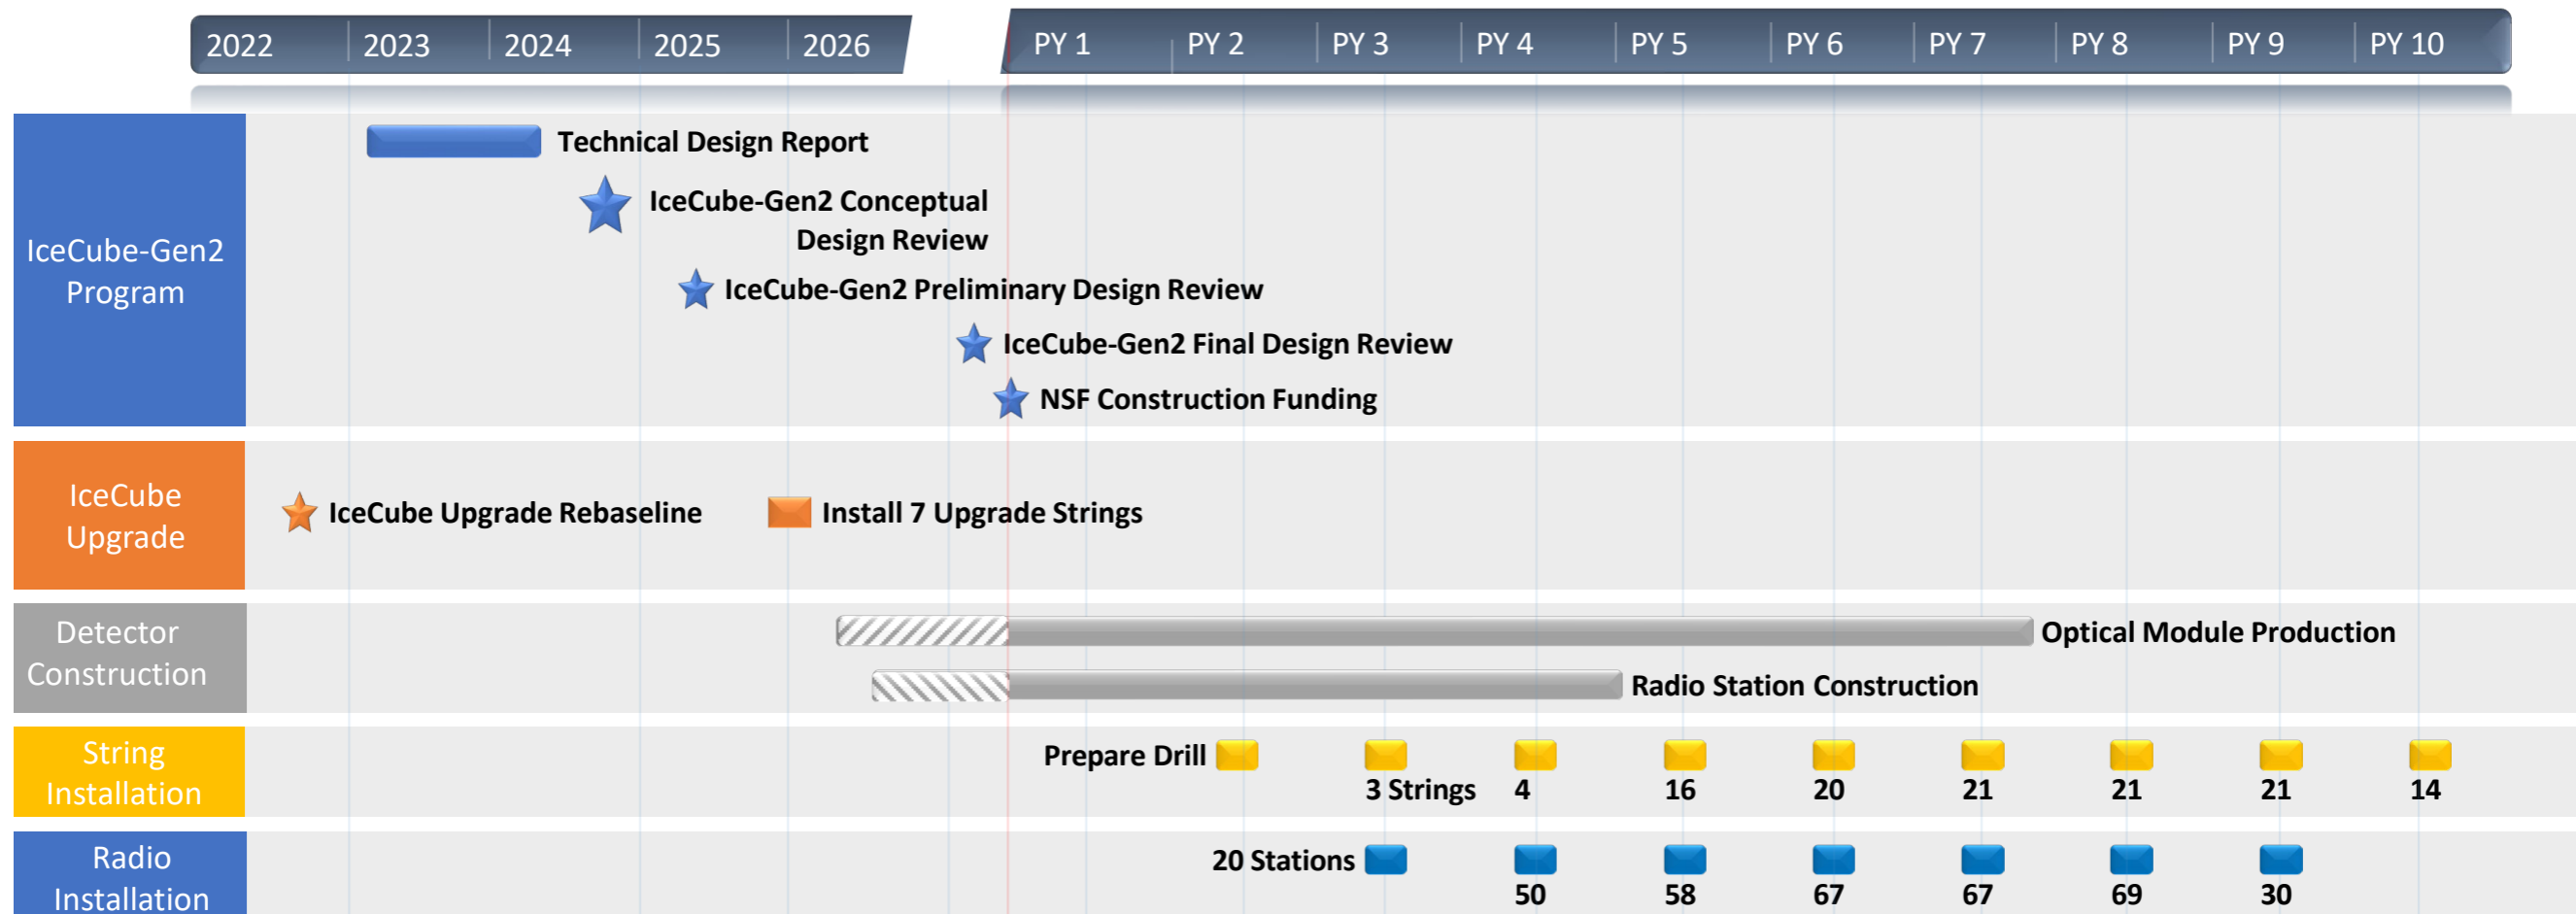 2022 2023 2024 2025 2026 PY 1 PY 2 PY 3 PY 4 PY 5 PY 6 PY 7 PY 8 PY 9 PY 10
IceCube-Gen2
Program
Technical Design Report
IceCube-Gen2 Conceptual
Design Review
IceCube-Gen2 Preliminary Design Review
IceCube-Gen2 Final Design Review
NSF Construction Funding
IceCube
Upgrade
IceCube Upgrade Rebaseline
Install 7 Upgrade Strings
Detector
Construction
Optical Module Production
Radio Station Construction
String
Installation
Prepare Drill
3 Strings 4 16 20 21 21 21 14
Radio
Installation
20 Stations
50 58 67 67 69 30